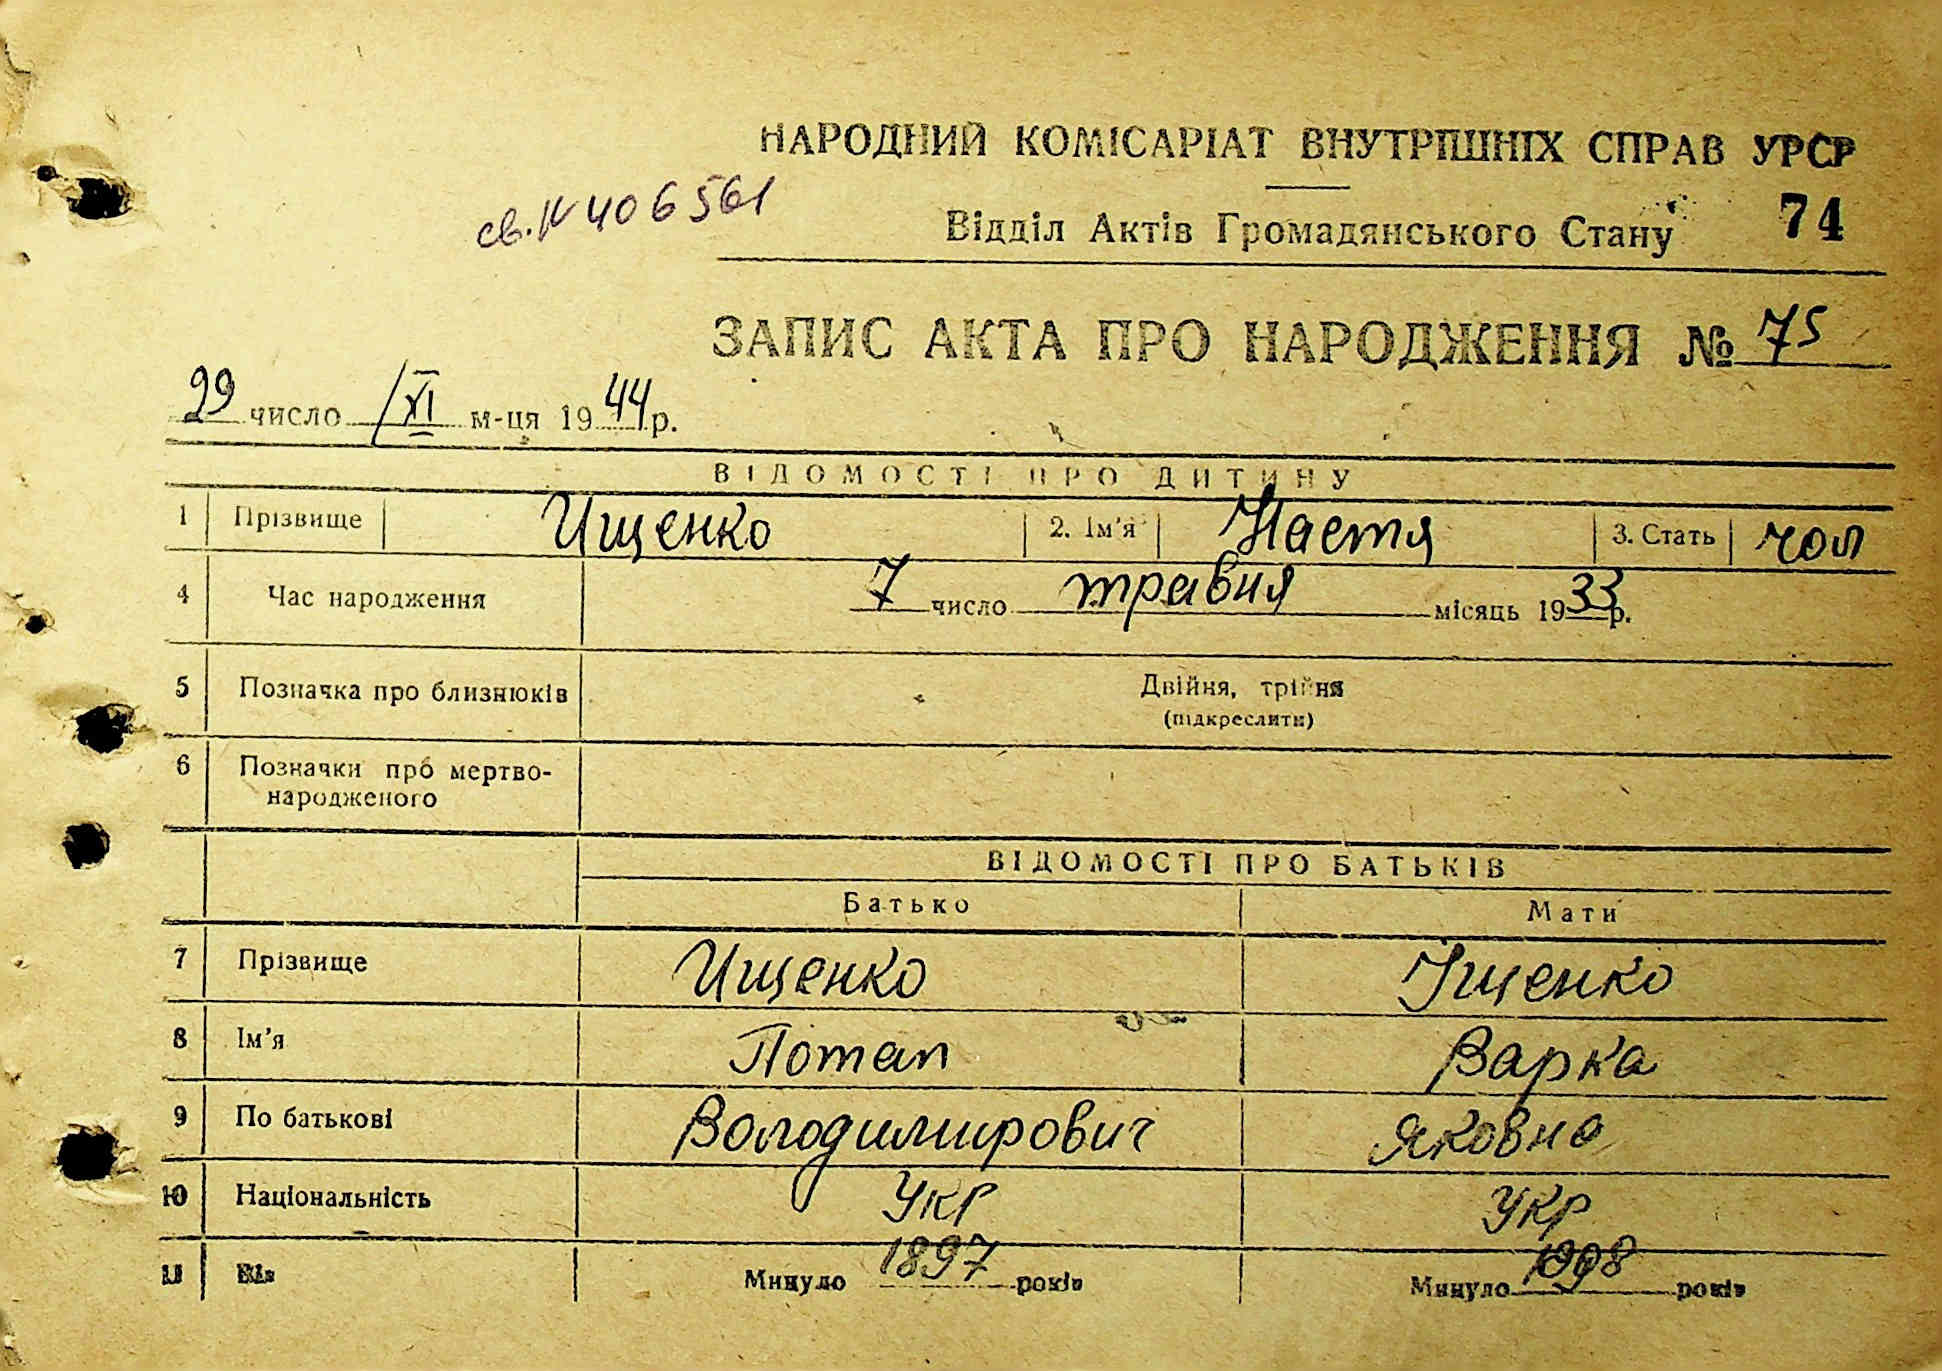 НАРОДНИЙ КОМІСАРІАТ ВНУТРІШНІХ СПРАВ УРСР
св. № 406561
Відділ Актів Громадянського Стану 74
ЗАПИС АКТА ПРО НАРОДЖЕННЯ № 75
29 число /XI м-ця 1944 р.
ВІДОМОСТІ ПРО ДИТИНУ
1 Прізвище Ищенко 2. Ім'я Настя 3. Стать чол
4 Час народження 7 число травня місяць 1933 р.
5 Позначка про близнюків Двійня, трійня
(підкреслити)
6 Позначки про мертво-
народженого
ВІДОМОСТІ ПРО БАТЬКІВ
Батько Мати
7 Прізвище Ищенко Іщенко
8 Ім'я Потап Варка
9 По батькові Володимирович Яковна
10 Національність Укр Укр
11 Вік Минуло 1897 років Минуло 1908 років